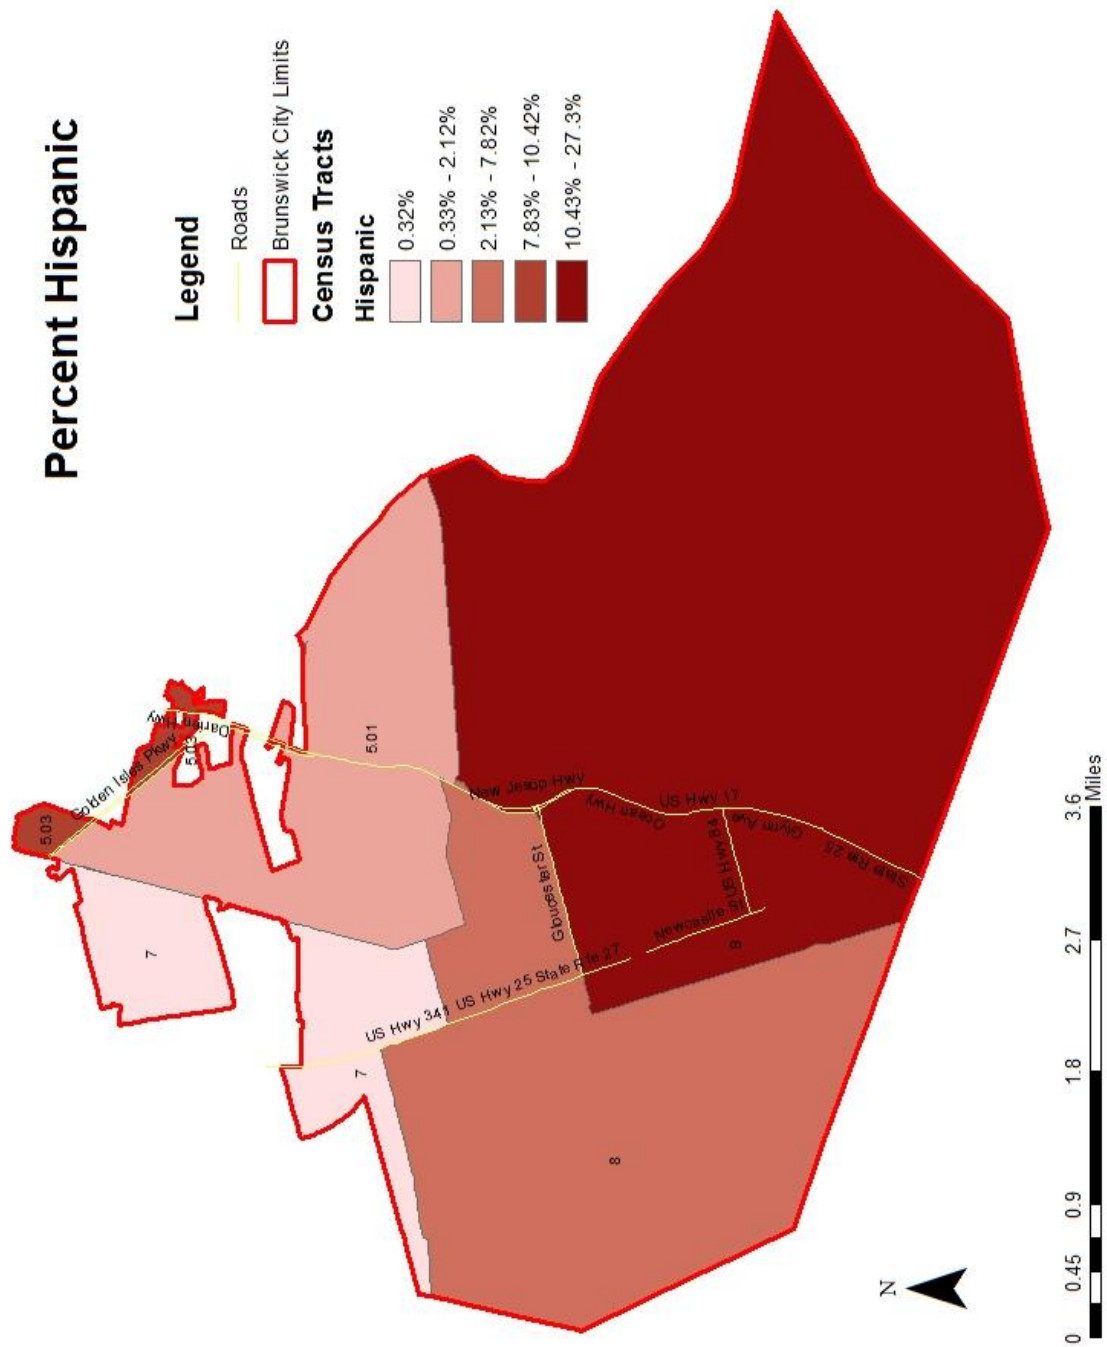 Percent Hispanic
Legend
Roads
Brunswick City Limits
Census Tracts
Hispanic
0.32%
0.33% - 2.12%
2.13% - 7.82%
7.83% - 10.42%
10.43% - 27.3%
5.03
Golden Isles Pkwy
Darien Hwy
5.03
7
5.01
7
US Hwy 341
US Hwy 25
State Rte 27
New Jesup Hwy
Gloucester St
Ocean Hwy
US Hwy 17
US Hwy 84
Glynn Ave
Newcastle St
State Rte 25
9
8
N
0 0.45 0.9 1.8 2.7 3.6
Miles